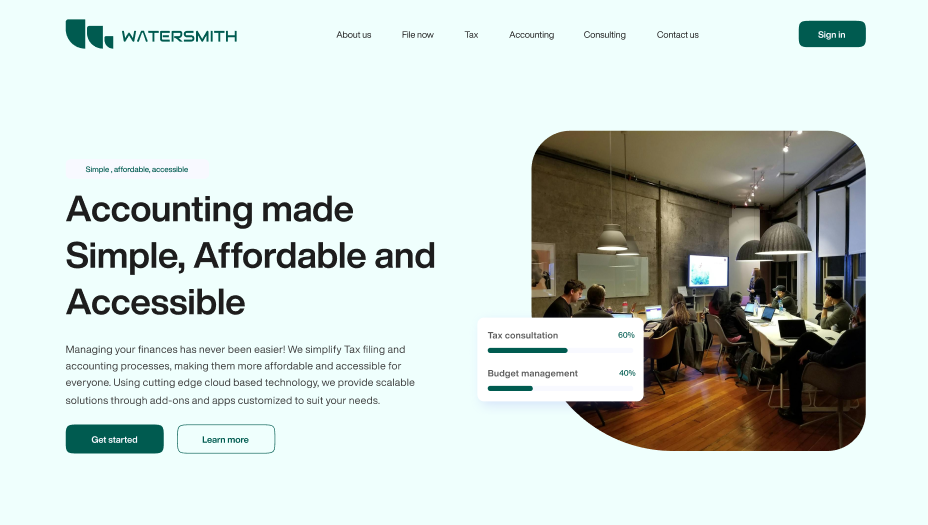 WATERSMITH
About us
File now
Tax
Accounting
Consulting
Contact us
Sign in
Simple , affordable, accessible
Accounting made
Simple, Affordable and
Accessible
Managing your finances has never been easier! We simplify Tax filing and
accounting processes, making them more affordable and accessible for
everyone. Using cutting edge cloud based technology, we provide scalable
solutions through add-ons and apps customized to suit your needs.
Get started
Learn more
Tax consultation
60%
Budget management
40%